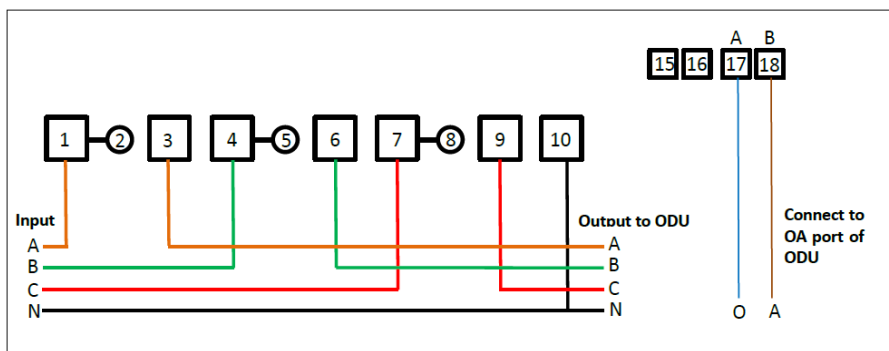 A B
15 16 17 18
1 2 3 4 5 6 7 8 9 10
Input Output to ODU
A A
B B
C C
N N
Connect to
OA port of
ODU
O A